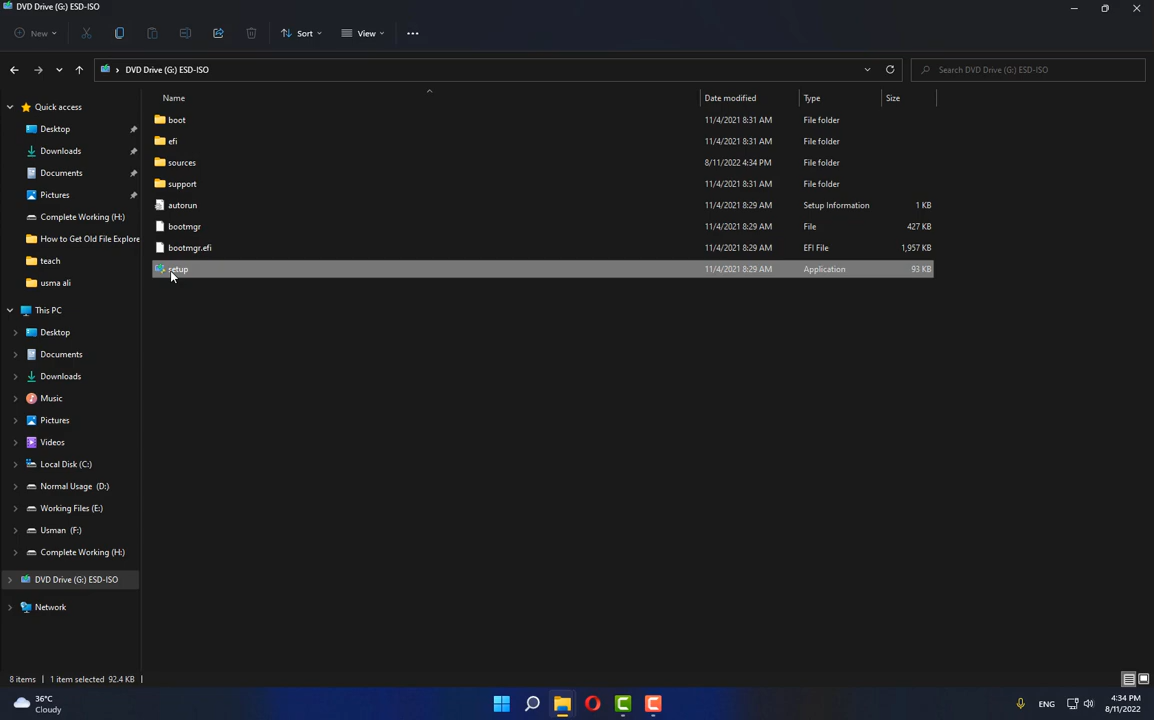 DVD Drive (G:) ESD-ISO
New
Sort
View
DVD Drive (G:) ESD-ISO
Search DVD Drive (G:) ESD-ISO
Name Date modified Type Size
boot 11/4/2021 8:31 AM File folder
efi 11/4/2021 8:31 AM File folder
sources 8/11/2022 4:34 PM File folder
support 11/4/2021 8:31 AM File folder
autorun 11/4/2021 8:29 AM Setup Information 1 KB
bootmgr 11/4/2021 8:29 AM File 427 KB
bootmgr.efi 11/4/2021 8:29 AM EFI File 1,957 KB
setup 11/4/2021 8:29 AM Application 93 KB
Quick access
Desktop
Downloads
Documents
Pictures
Complete Working (H:)
How to Get Old File Explore
teach
usma ali
This PC
Desktop
Documents
Downloads
Music
Pictures
Videos
Local Disk (C:)
Normal Usage (D:)
Working Files (E:)
Usman (F:)
Complete Working (H:)
DVD Drive (G:) ESD-ISO
Network
8 items 1 item selected 92.4 KB
36°C
Cloudy
ENG
4:34 PM
8/11/2022